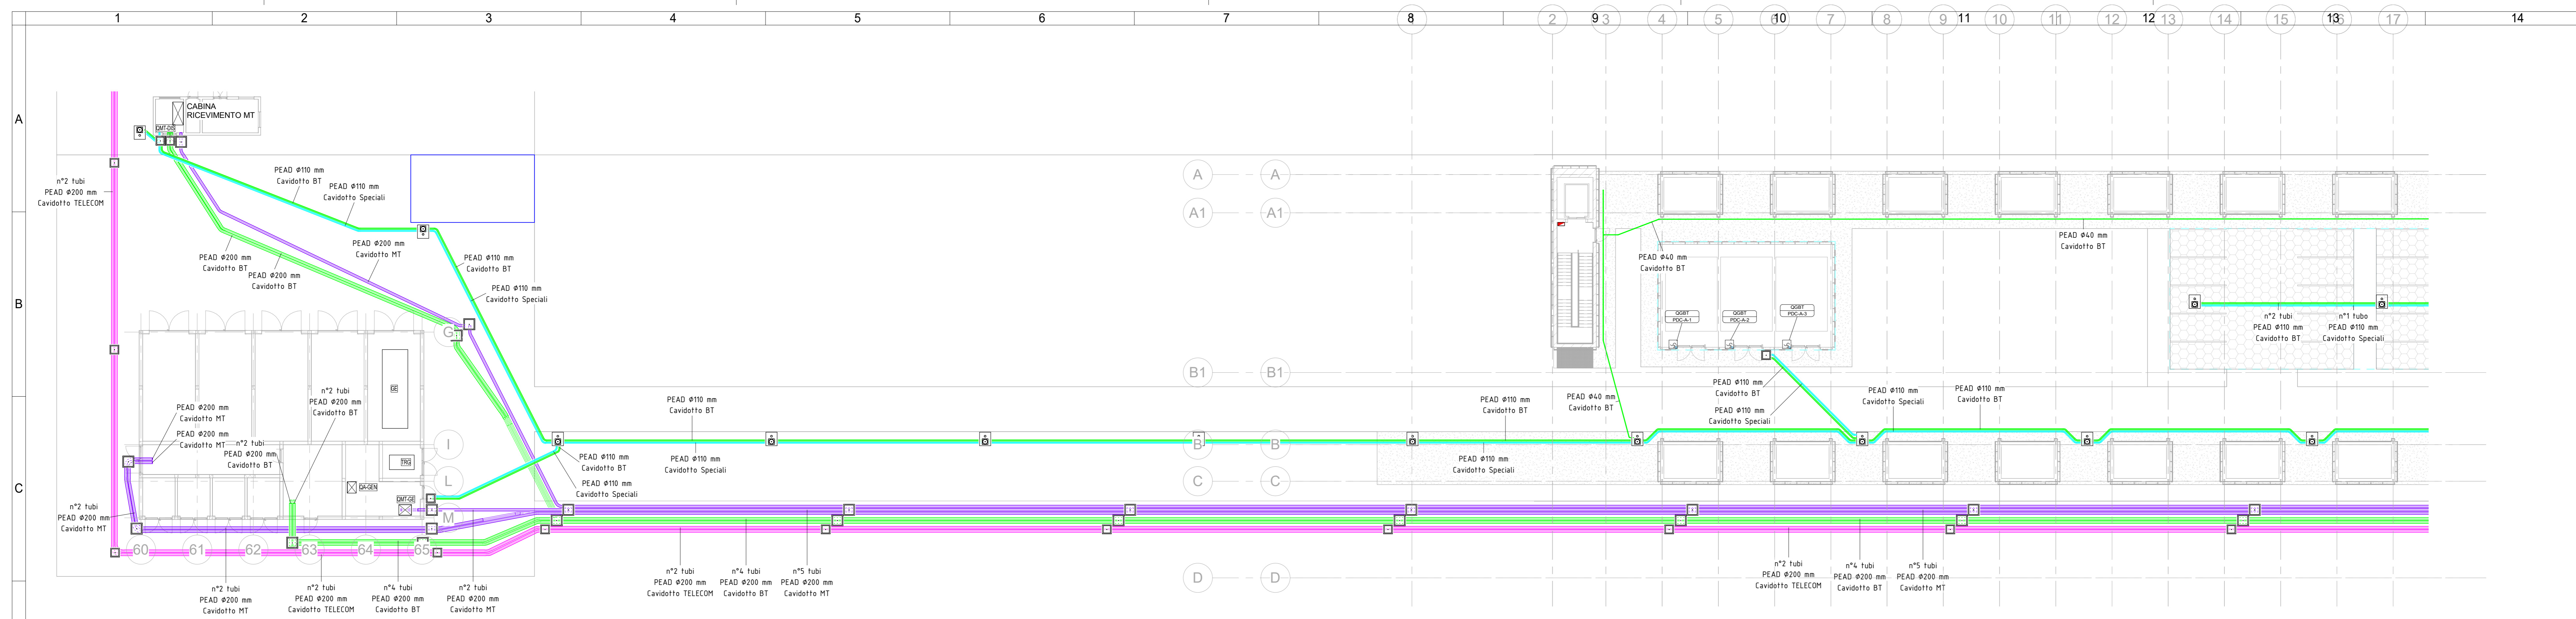 1 2 3 4 5 6 7 8 9 10 11 12 13 14
2 3 4 5 6 7 8 9 10 11 12 13 14 15 16 17
A
B
C
CABINA
RICEVIMENTO MT
QMT-DIS
n°2 tubi
PEAD Φ200 mm
Cavidotto TELECOM
PEAD Φ110 mm
Cavidotto BT
PEAD Φ110 mm
Cavidotto Speciali
PEAD Φ200 mm
Cavidotto MT
PEAD Φ200 mm
Cavidotto BT
PEAD Φ200 mm
Cavidotto BT
PEAD Φ110 mm
Cavidotto BT
PEAD Φ110 mm
Cavidotto Speciali
A A
A1 A1
B1 B1
B B
C C
D D
G
I
L
M
GE
TRG
QA-GEN
QMT-GE
n°2 tubi
PEAD Φ200 mm
Cavidotto BT
PEAD Φ200 mm
Cavidotto MT
PEAD Φ200 mm
Cavidotto MT
n°2 tubi
PEAD Φ200 mm
Cavidotto BT
n°2 tubi
PEAD Φ200 mm
Cavidotto MT
60 61 62 63 64 65
n°2 tubi
PEAD Φ200 mm
Cavidotto MT
n°2 tubi
PEAD Φ200 mm
Cavidotto TELECOM
n°4 tubi
PEAD Φ200 mm
Cavidotto BT
n°2 tubi
PEAD Φ200 mm
Cavidotto MT
PEAD Φ110 mm
Cavidotto BT
PEAD Φ110 mm
Cavidotto Speciali
PEAD Φ110 mm
Cavidotto BT
PEAD Φ110 mm
Cavidotto Speciali
n°2 tubi
PEAD Φ200 mm
Cavidotto TELECOM
n°4 tubi
PEAD Φ200 mm
Cavidotto BT
n°5 tubi
PEAD Φ200 mm
Cavidotto MT
PEAD Φ110 mm
Cavidotto BT
PEAD Φ110 mm
Cavidotto Speciali
PEAD Φ40 mm
Cavidotto BT
PEAD Φ40 mm
Cavidotto BT
QGBT
PDC-A-1
QGBT
PDC-A-2
QGBT
PDC-A-3
PEAD Φ110 mm
Cavidotto BT
PEAD Φ110 mm
Cavidotto Speciali
PEAD Φ110 mm
Cavidotto Speciali
PEAD Φ110 mm
Cavidotto BT
PEAD Φ40 mm
Cavidotto BT
n°2 tubi
PEAD Φ110 mm
Cavidotto BT
n°1 tubo
PEAD Φ110 mm
Cavidotto Speciali
n°2 tubi
PEAD Φ200 mm
Cavidotto TELECOM
n°4 tubi
PEAD Φ200 mm
Cavidotto BT
n°5 tubi
PEAD Φ200 mm
Cavidotto MT